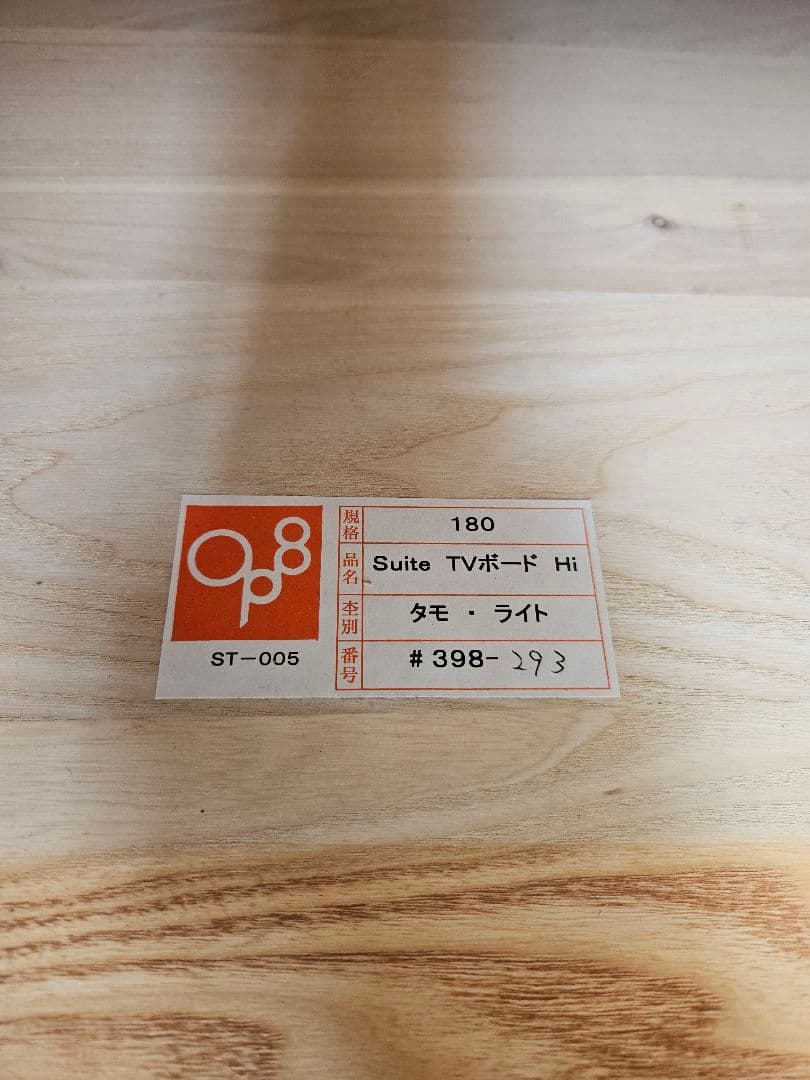 Op8
ST-005
規格 180
品名 Suite TVボード Hi
杢別 タモ・ライト
番号 #398-293